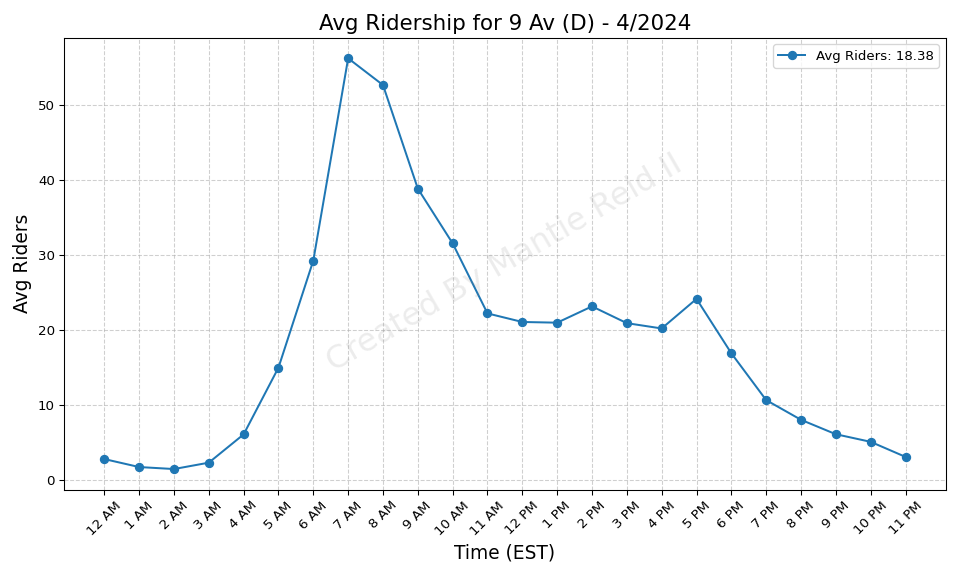 Avg Ridership for 9 Av (D) - 4/2024
Avg Riders: 18.38
Avg Riders
50
40
30
20
10
0
Created By Mantie Reid II
12 AM
1 AM
2 AM
3 AM
4 AM
5 AM
6 AM
7 AM
8 AM
9 AM
10 AM
11 AM
12 PM
1 PM
2 PM
3 PM
4 PM
5 PM
6 PM
7 PM
8 PM
9 PM
10 PM
11 PM
Time (EST)